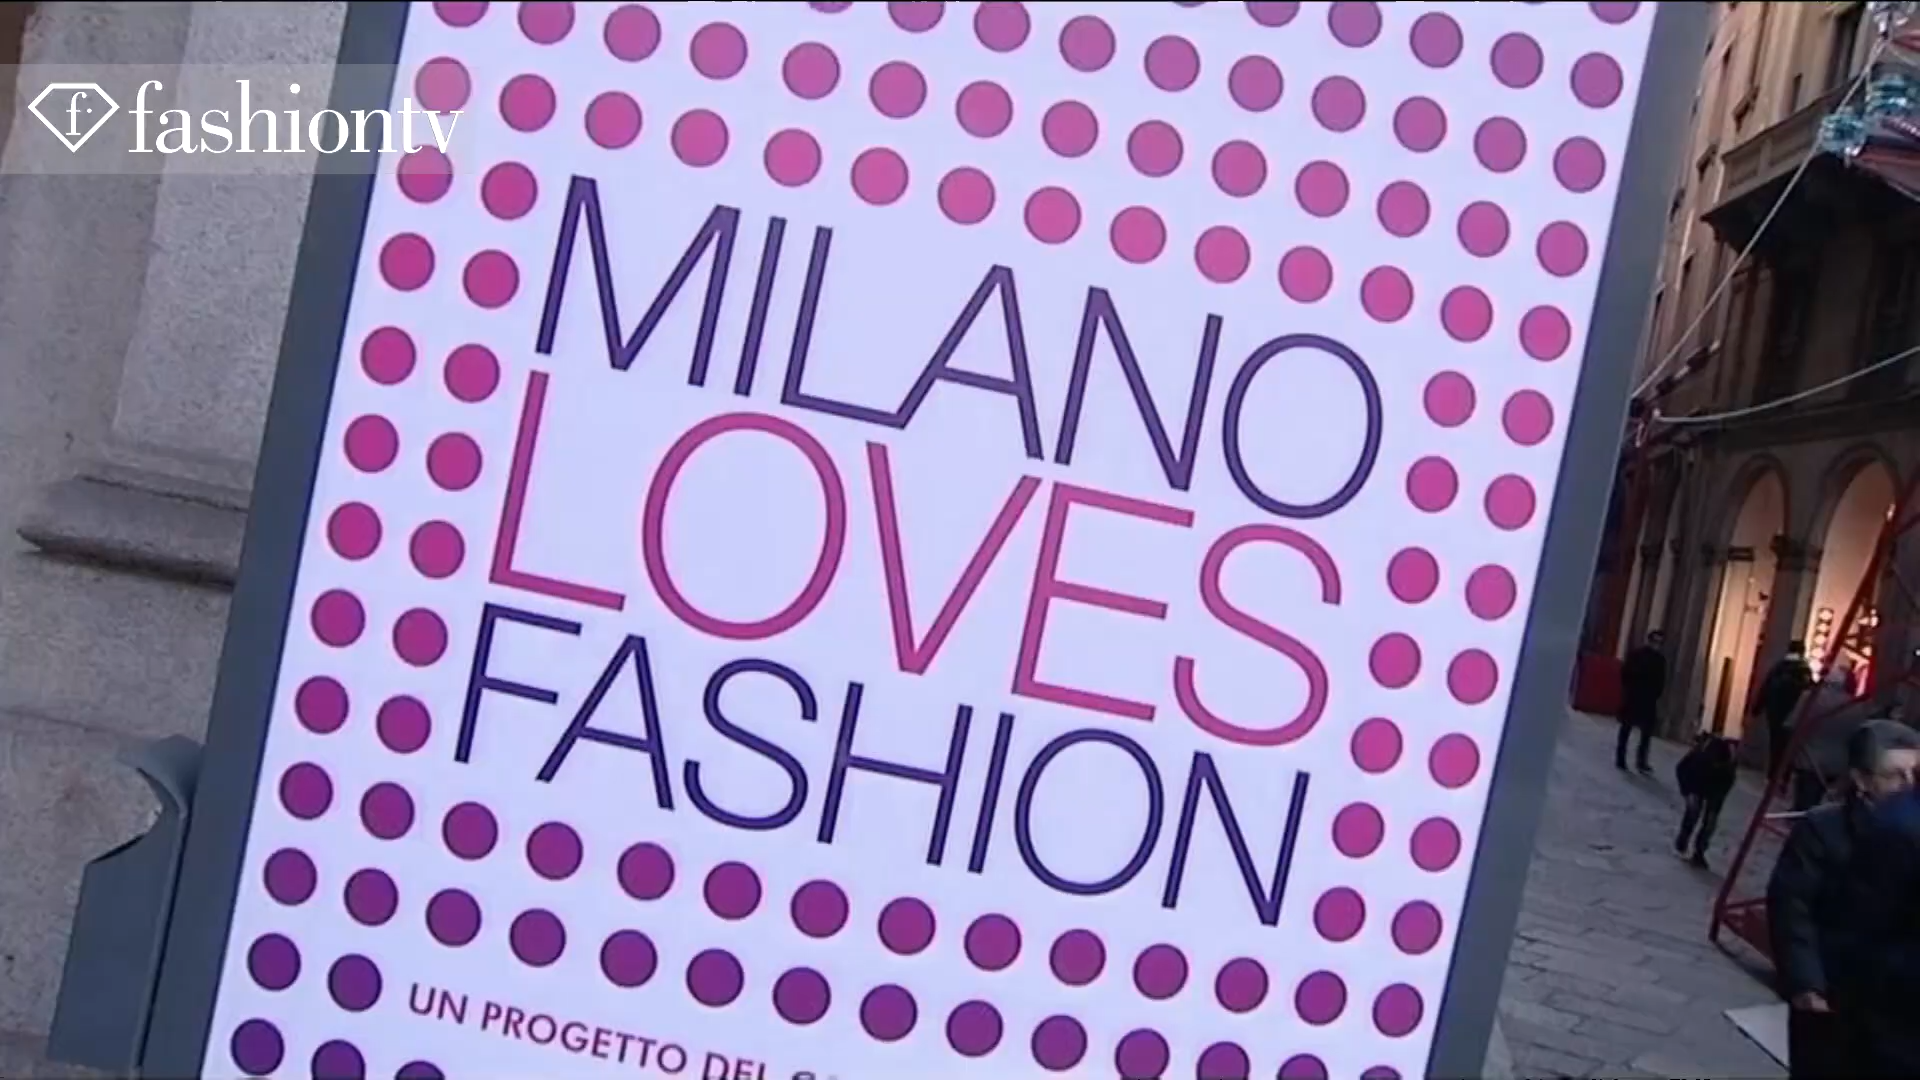 fashiontv
MILANO
LOVES
FASHION
UN PROGETTO DEL